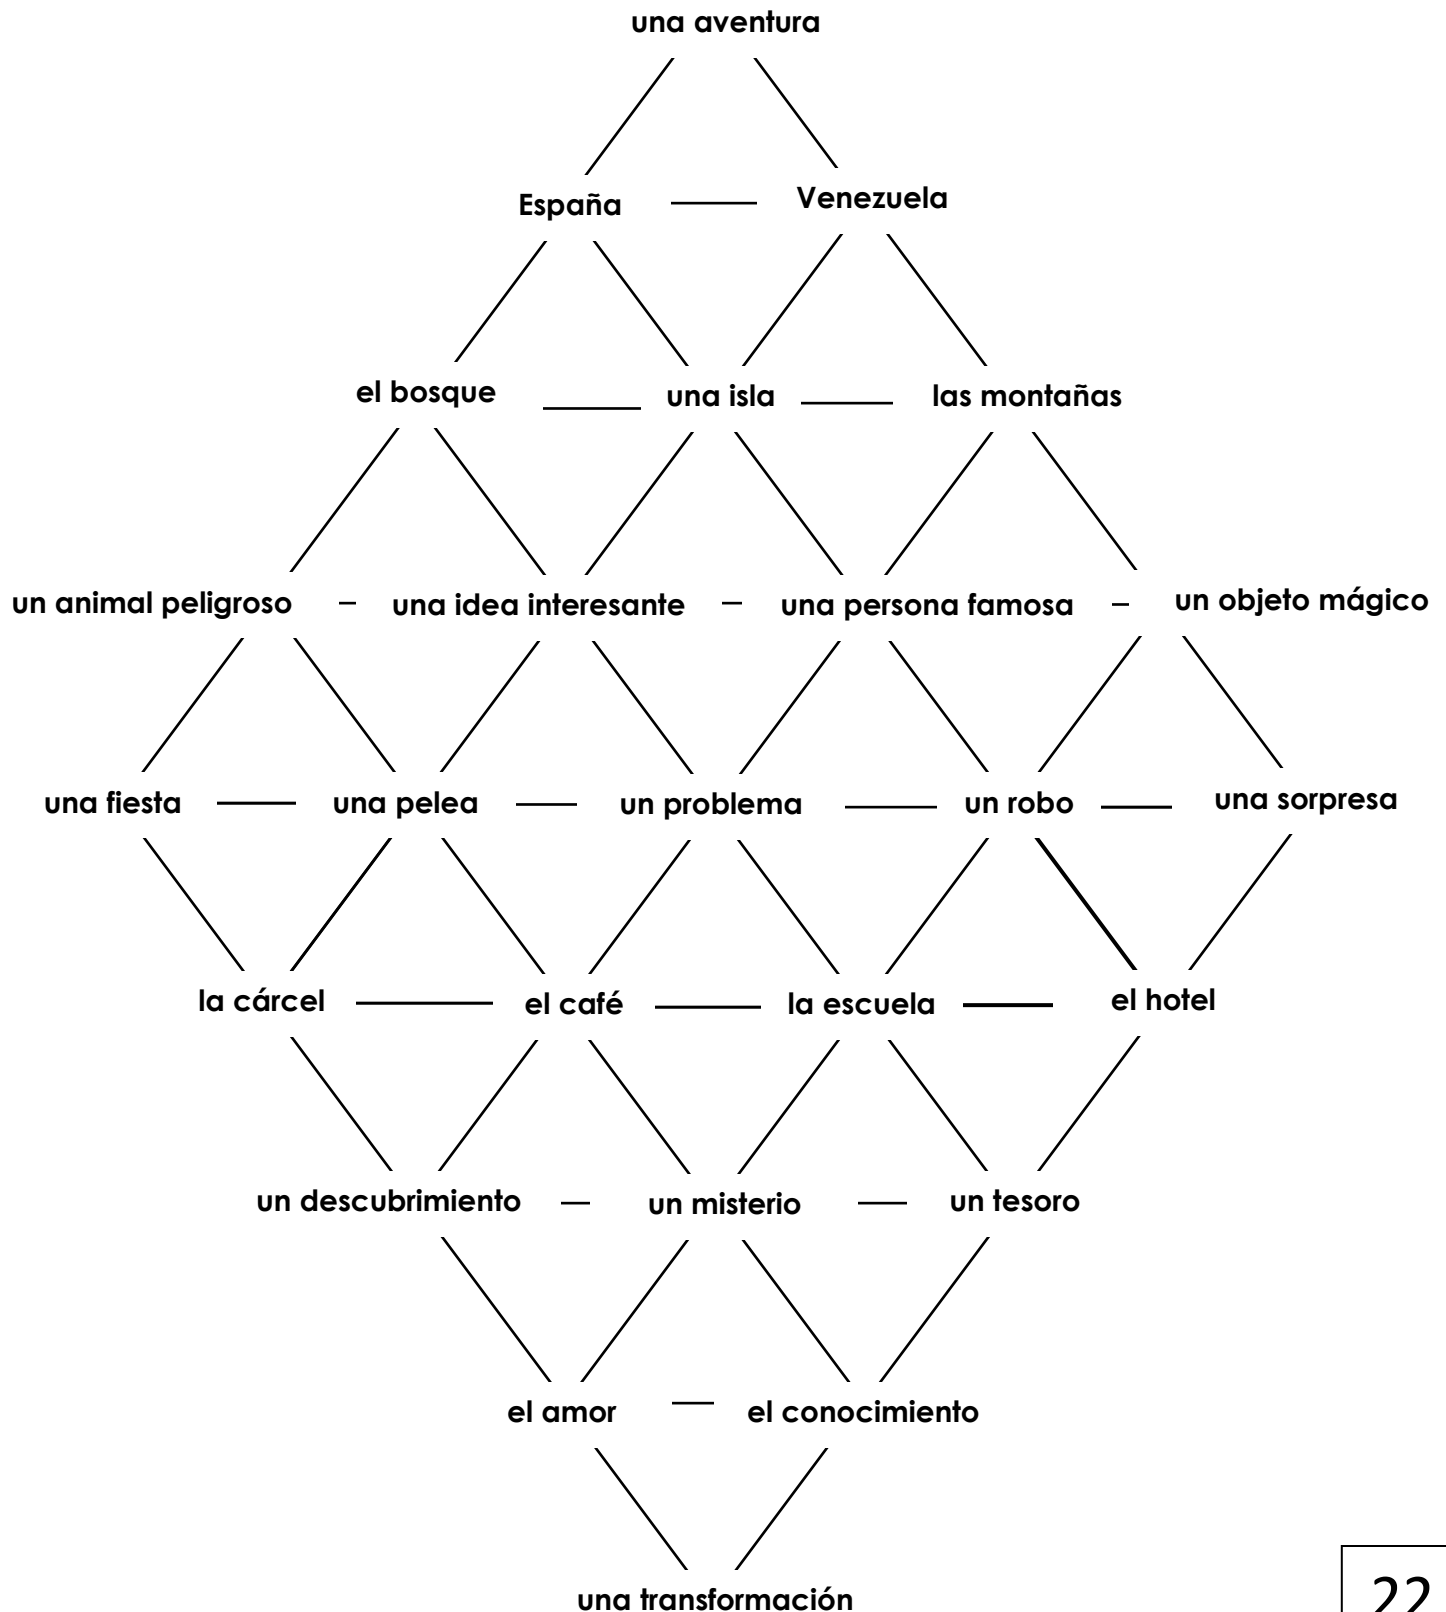 una aventura
España Venezuela
el bosque una isla las montañas
un animal peligroso una idea interesante una persona famosa un objeto mágico
una fiesta una pelea un problema un robo una sorpresa
la cárcel el café la escuela el hotel
un descubrimiento un misterio un tesoro
el amor el conocimiento
una transformación
22